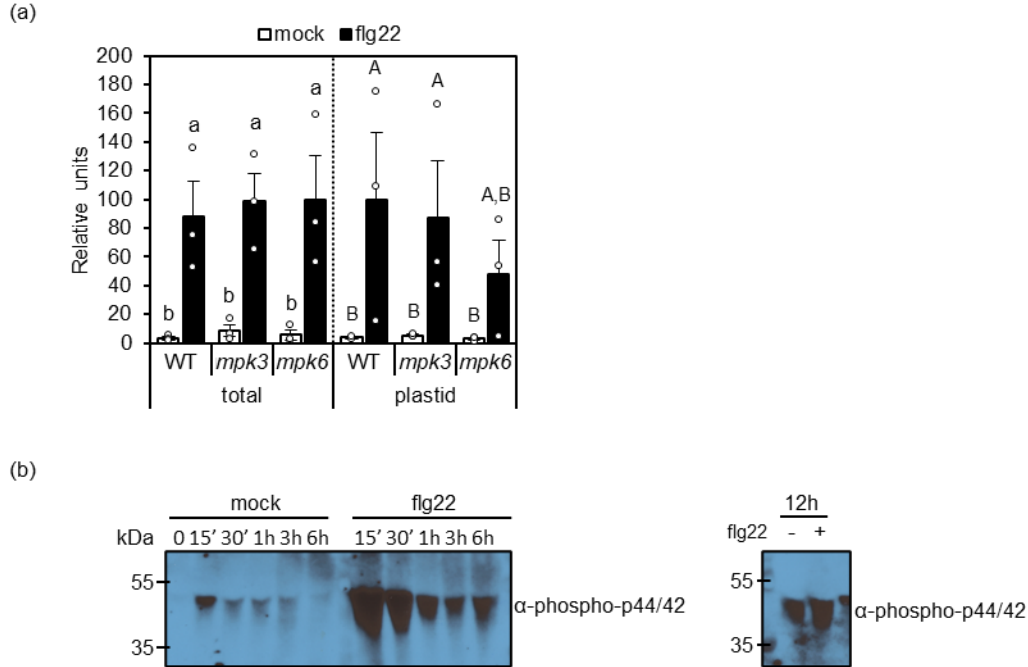 (a)
mock flg22
200
180
160
140
120
100
80
60
40
20
0
Relative units
a a a A A A,B
b b b B B B
WT mpk3 mpk6 WT mpk3 mpk6
total plastid
(b)
mock flg22
kDa 0 15’ 30’ 1h 3h 6h 15’ 30’ 1h 3h 6h
55
35
α-phospho-p44/42
12h
flg22 - +
55
35
α-phospho-p44/42